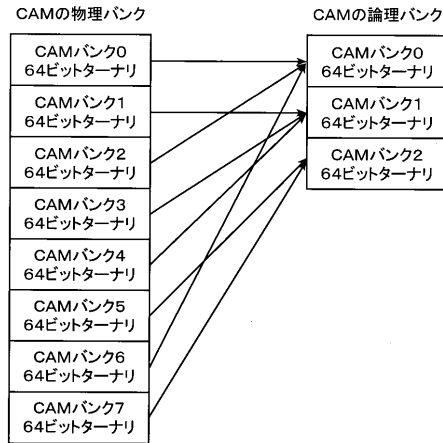 CAMの物理バンク
CAMバンク0
64ビットターナリ
CAMバンク1
64ビットターナリ
CAMバンク2
64ビットターナリ
CAMバンク3
64ビットターナリ
CAMバンク4
64ビットターナリ
CAMバンク5
64ビットターナリ
CAMバンク6
64ビットターナリ
CAMバンク7
64ビットターナリ
CAMの論理バンク
CAMバンク0
64ビットターナリ
CAMバンク1
64ビットターナリ
CAMバンク2
64ビットターナリ